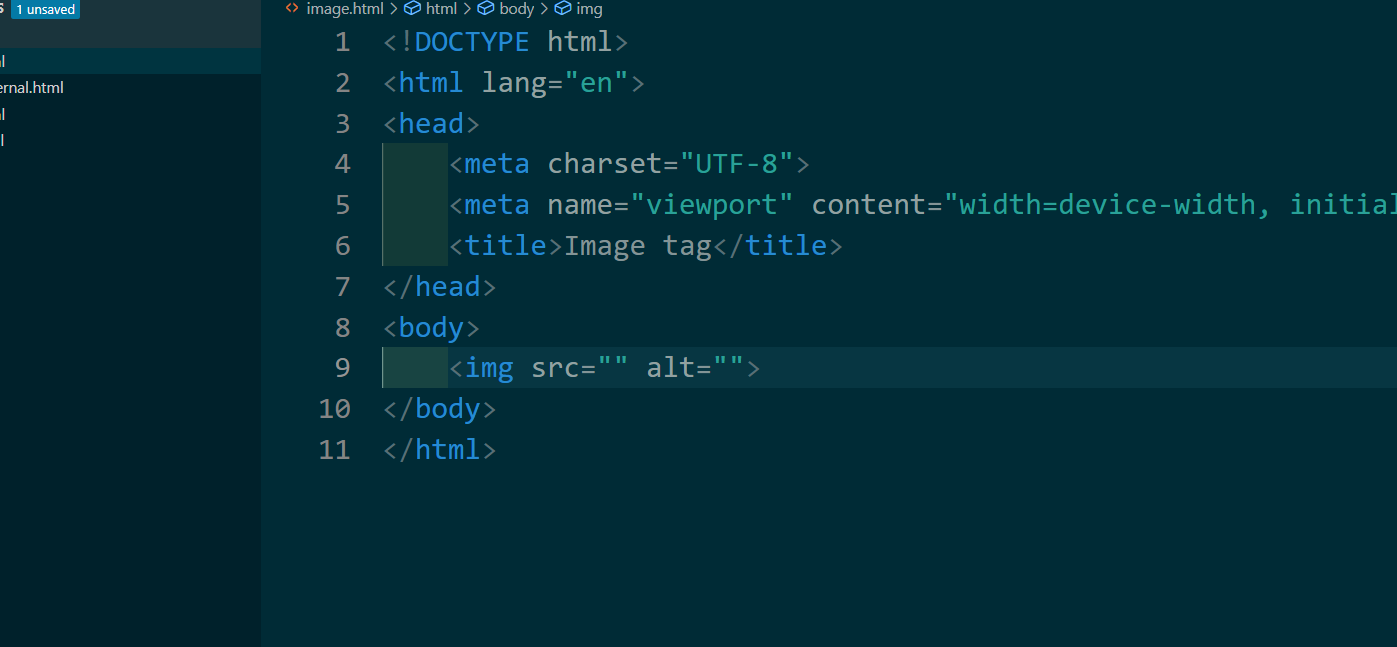 1 unsaved
image.html > html > body > img
ernal.html
1 <!DOCTYPE html>
2 <html lang="en">
3 <head>
4 <meta charset="UTF-8">
5 <meta name="viewport" content="width=device-width, initial
6 <title>Image tag</title>
7 </head>
8 <body>
9 <img src="" alt="">
10 </body>
11 </html>